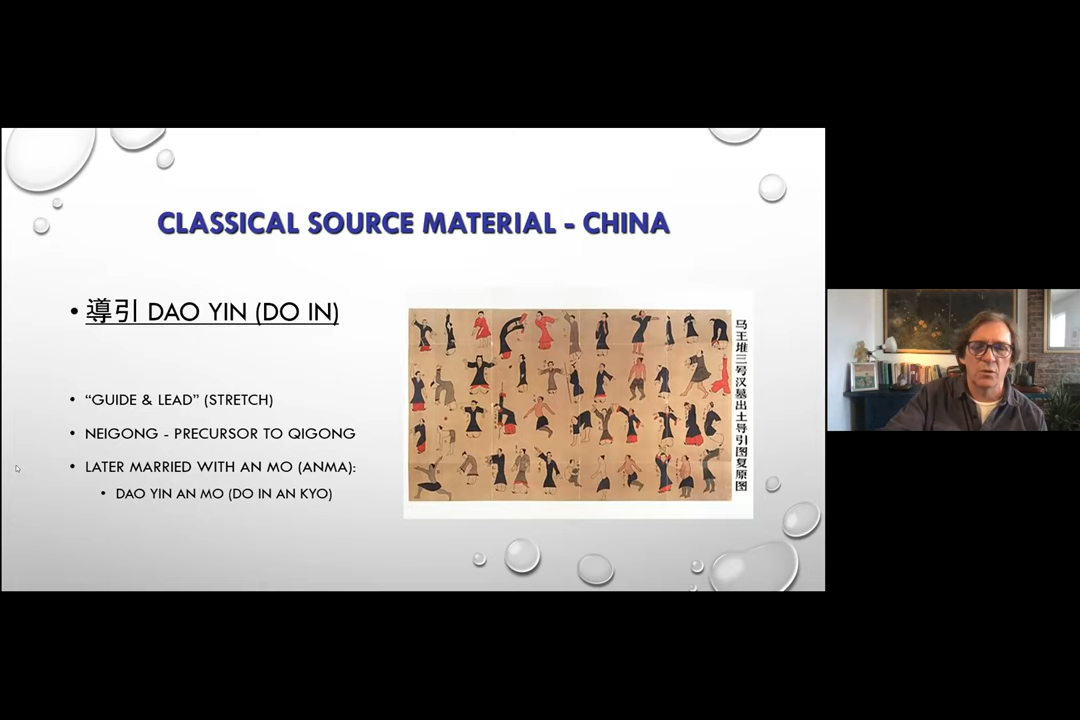 CLASSICAL SOURCE MATERIAL - CHINA
• 導引 DAO YIN (DO IN)
• “GUIDE & LEAD” (STRETCH)
• NEIGONG - PRECURSOR TO QIGONG
• LATER MARRIED WITH AN MO (ANMA):
• DAO YIN AN MO (DO IN AN KYO)
马王堆三号汉墓出土导引图复原图